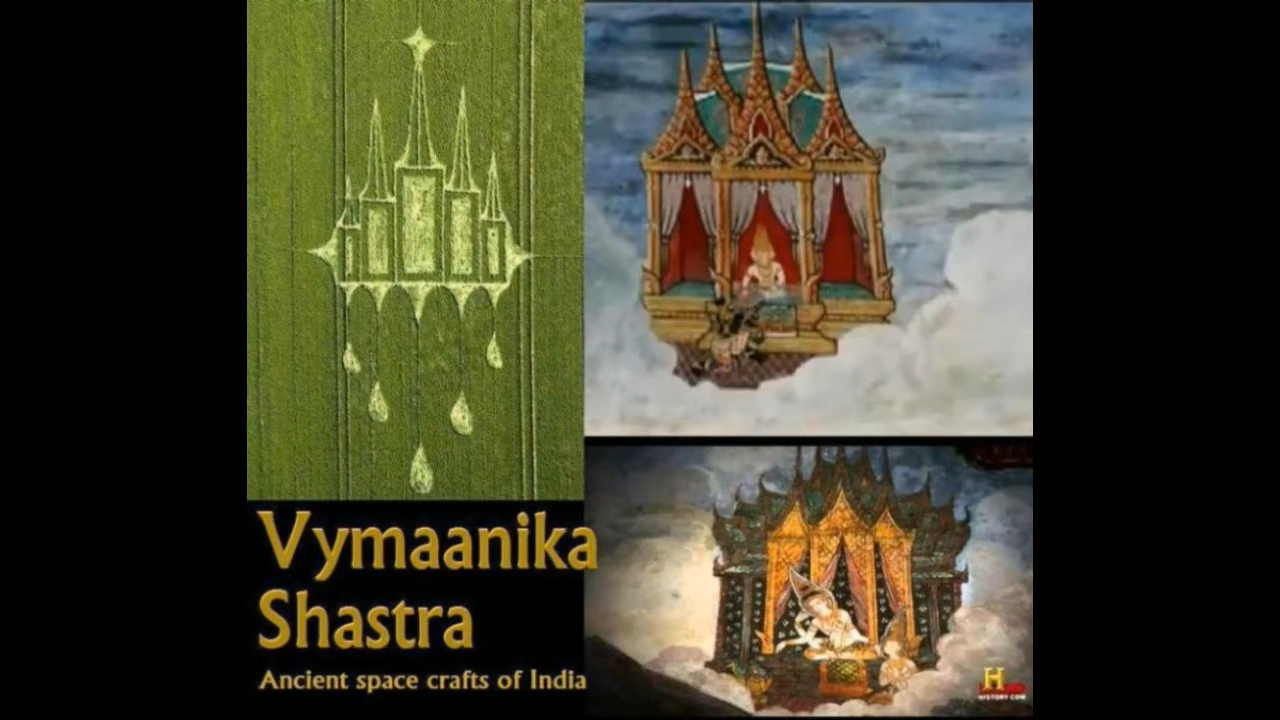 Vymaanika
Shastra
Ancient space crafts of India
H
HISTORY.COM